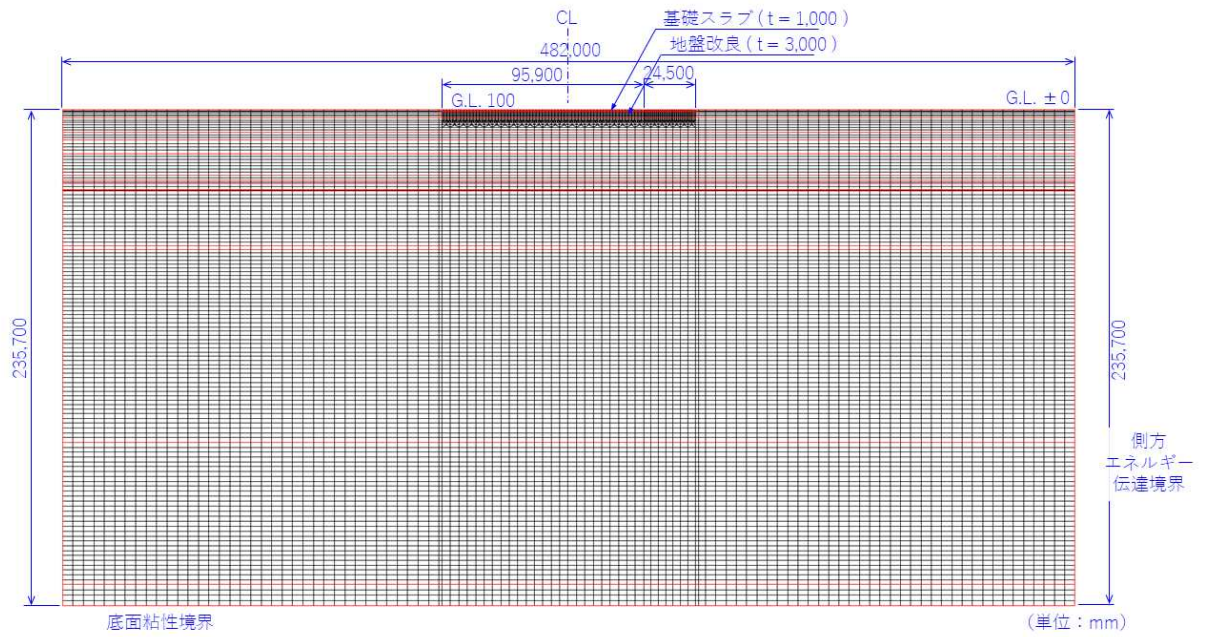 CL
基礎スラブ(t = 1,000)
地盤改良(t = 3,000)
482,000
95,900
24,500
G.L. 100
G.L. ±0
235,700
235,700
側方
エネルギー
伝達境界
底面粘性境界
(単位：mm)